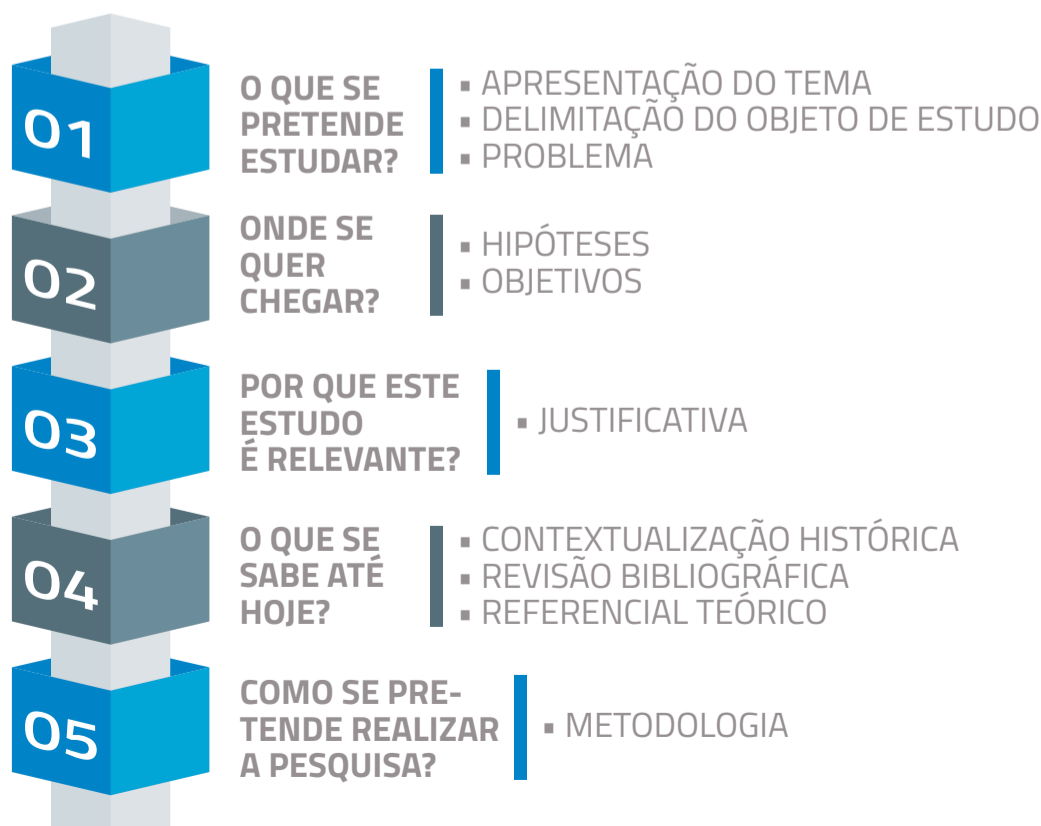 01
O QUE SE
PRETENDE
ESTUDAR?
▪ APRESENTAÇÃO DO TEMA
▪ DELIMITAÇÃO DO OBJETO DE ESTUDO
▪ PROBLEMA
02
ONDE SE
QUER
CHEGAR?
▪ HIPÓTESES
▪ OBJETIVOS
03
POR QUE ESTE
ESTUDO
É RELEVANTE?
▪ JUSTIFICATIVA
04
O QUE SE
SABE ATÉ
HOJE?
▪ CONTEXTUALIZAÇÃO HISTÓRICA
▪ REVISÃO BIBLIOGRÁFICA
▪ REFERENCIAL TEÓRICO
05
COMO SE PRE-
TENDE REALIZAR
A PESQUISA?
▪ METODOLOGIA